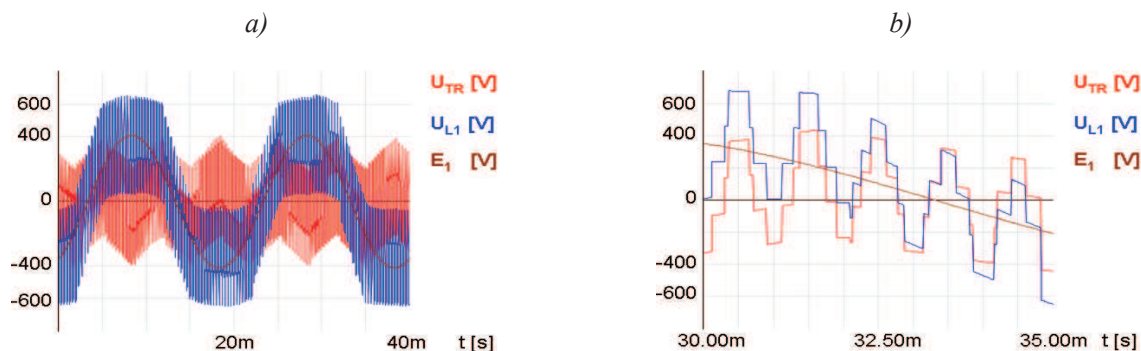 a)
b)
600
400
0
-400
-600
20m
40m
t [s]
U_TR [V]
U_L1 [V]
E_1 [V]
600
400
0
-400
-600
30.00m
32.50m
35.00m
t [s]
U_TR [V]
U_L1 [V]
E_1 [V]